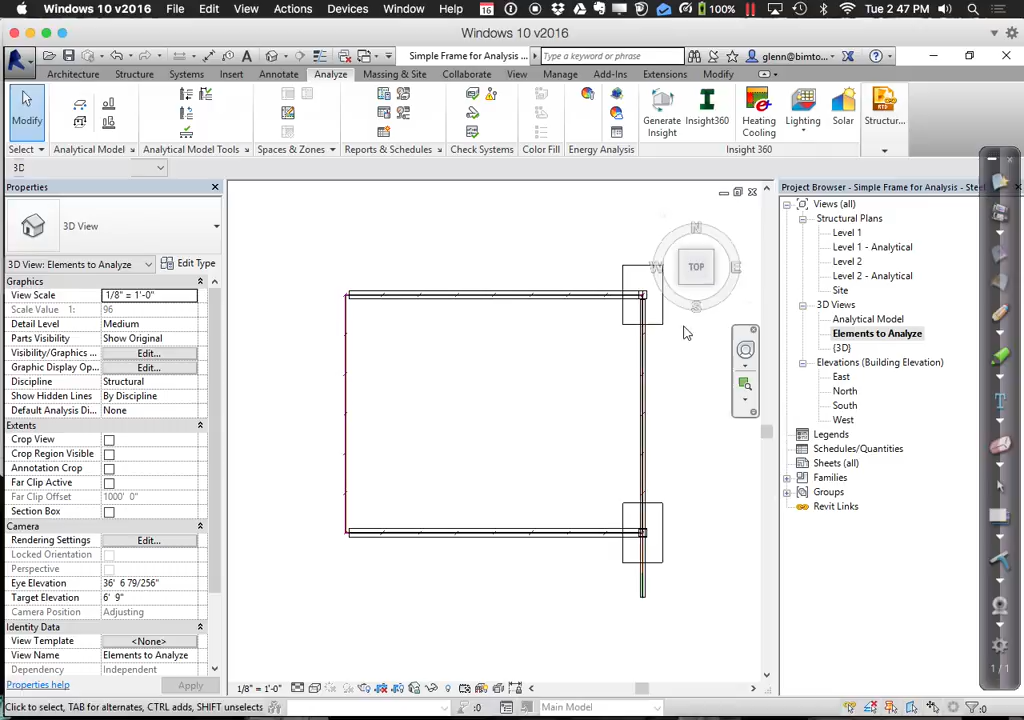 Windows 10 v2016 File Edit View Actions Devices Window Help 16 100% Tue 2 47 PM
Windows 10 v2016
Simple Frame for Analysis ... Type a keyword or phrase glenn@bimto...
Architecture Structure Systems Insert Annotate Analyze Massing & Site Collaborate View Manage Add-Ins Extensions Modify
Modify Generate Insight Insight360 Heating Cooling Lighting Solar Structur...
Select Analytical Model Analytical Model Tools Spaces & Zones Reports & Schedules Check Systems Color Fill Energy Analysis Insight 360
3D
Properties
3D View
3D View: Elements to Analyze Edit Type
Graphics
View Scale 1/8" = 1'-0"
Scale Value 1: 96
Detail Level Medium
Parts Visibility Show Original
Visibility/Graphics ... Edit...
Graphic Display Op... Edit...
Discipline Structural
Show Hidden Lines By Discipline
Default Analysis Di... None
Extents
Crop View
Crop Region Visible
Annotation Crop
Far Clip Active
Far Clip Offset 1000' 0"
Section Box
Camera
Rendering Settings Edit...
Locked Orientation
Perspective
Eye Elevation 36' 6 79/256"
Target Elevation 6' 9"
Camera Position Adjusting
Identity Data
View Template <None>
View Name Elements to Analyze
Dependency Independent
Properties help Apply
N
W TOP E
S
Project Browser - Simple Frame for Analysis - Steel
Views (all)
Structural Plans
Level 1
Level 1 - Analytical
Level 2
Level 2 - Analytical
Site
3D Views
Analytical Model
Elements to Analyze
{3D}
Elevations (Building Elevation)
East
North
South
West
Legends
Schedules/Quantities
Sheets (all)
Families
Groups
Revit Links
1 / 1
1/8" = 1'-0"
Click to select, TAB for alternates, CTRL adds, SHIFT unselects :0 Main Model :0